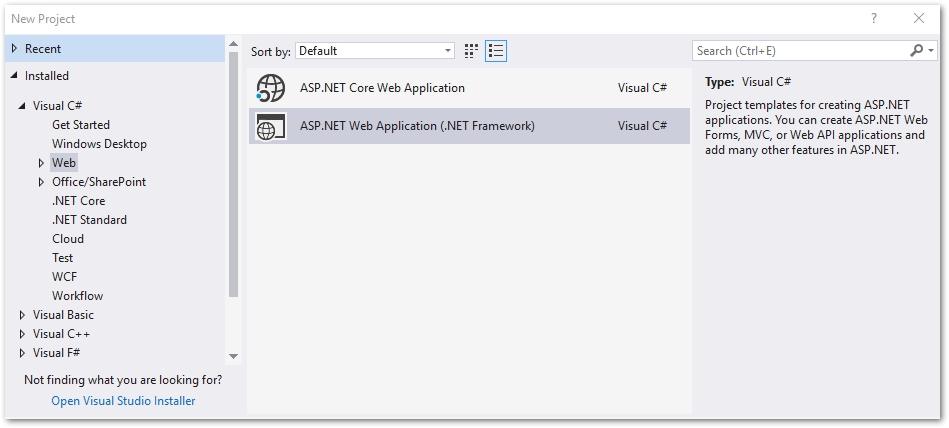 New Project
?
Recent
Installed
Visual C#
Get Started
Windows Desktop
Web
Office/SharePoint
.NET Core
.NET Standard
Cloud
Test
WCF
Workflow
Visual Basic
Visual C++
Visual F#
Not finding what you are looking for?
Open Visual Studio Installer
Sort by: Default
ASP.NET Core Web Application Visual C#
ASP.NET Web Application (.NET Framework) Visual C#
Search (Ctrl+E)
Type: Visual C#
Project templates for creating ASP.NET
applications. You can create ASP.NET Web
Forms, MVC, or Web API applications and
add many other features in ASP.NET.